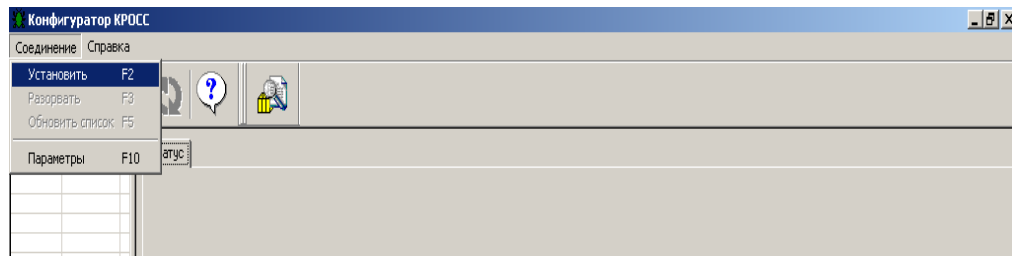 Конфигуратор КРОСС
Соединение Справка
Установить F2
Разорвать F3
Обновить список F5
Параметры F10
атус